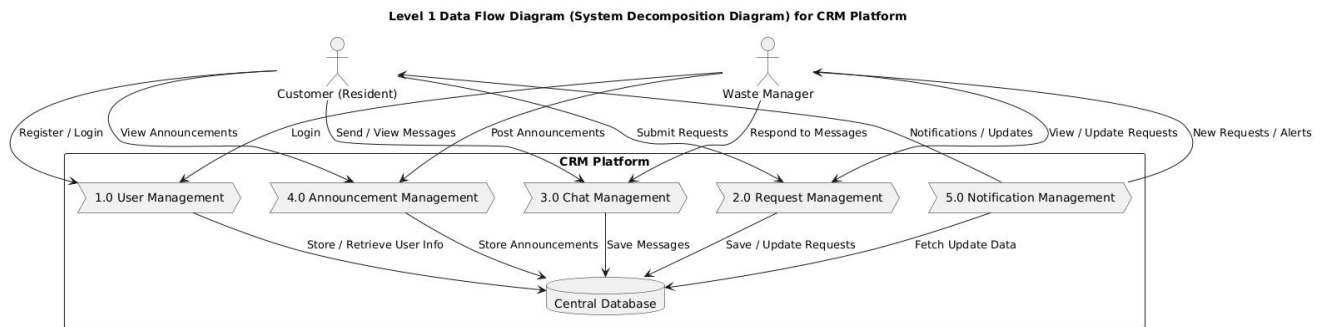 Level 1 Data Flow Diagram (System Decomposition Diagram) for CRM Platform
Customer (Resident)
Waste Manager
Register / Login
View Announcements
Login
Send / View Messages
Post Announcements
Submit Requests
Respond to Messages
Notifications / Updates
View / Update Requests
New Requests / Alerts
CRM Platform
1.0 User Management
4.0 Announcement Management
3.0 Chat Management
2.0 Request Management
5.0 Notification Management
Store / Retrieve User Info
Store Announcements
Save Messages
Save / Update Requests
Fetch Update Data
Central Database